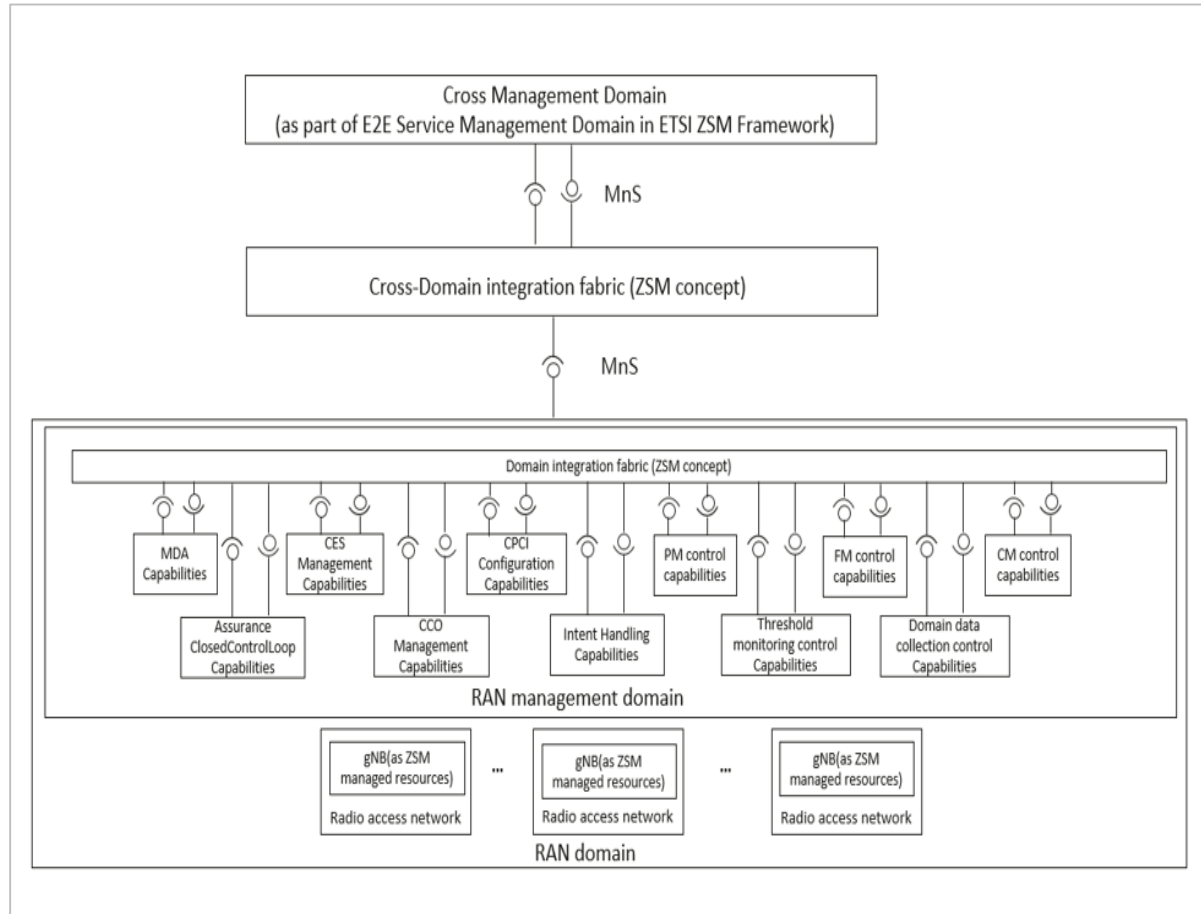 Cross Management Domain
(as part of E2E Service Management Domain in ETSI ZSM Framework)
MnS
Cross-Domain integration fabric (ZSM concept)
MnS
Domain integration fabric (ZSM concept)
MDA
Capabilities
CES
Management
Capabilities
CPCI
Configuration
Capabilities
PM control
capabilities
FM control
capabilities
CM control
capabilities
Assurance
ClosedControlLoop
Capabilities
CCO
Management
Capabilities
Intent Handling
Capabilities
Threshold
monitoring control
Capabilities
Domain data
collection control
Capabilities
RAN management domain
gNB(as ZSM
managed resources)
Radio access network
...
gNB(as ZSM
managed resources)
Radio access network
...
gNB(as ZSM
managed resources)
Radio access network
RAN domain